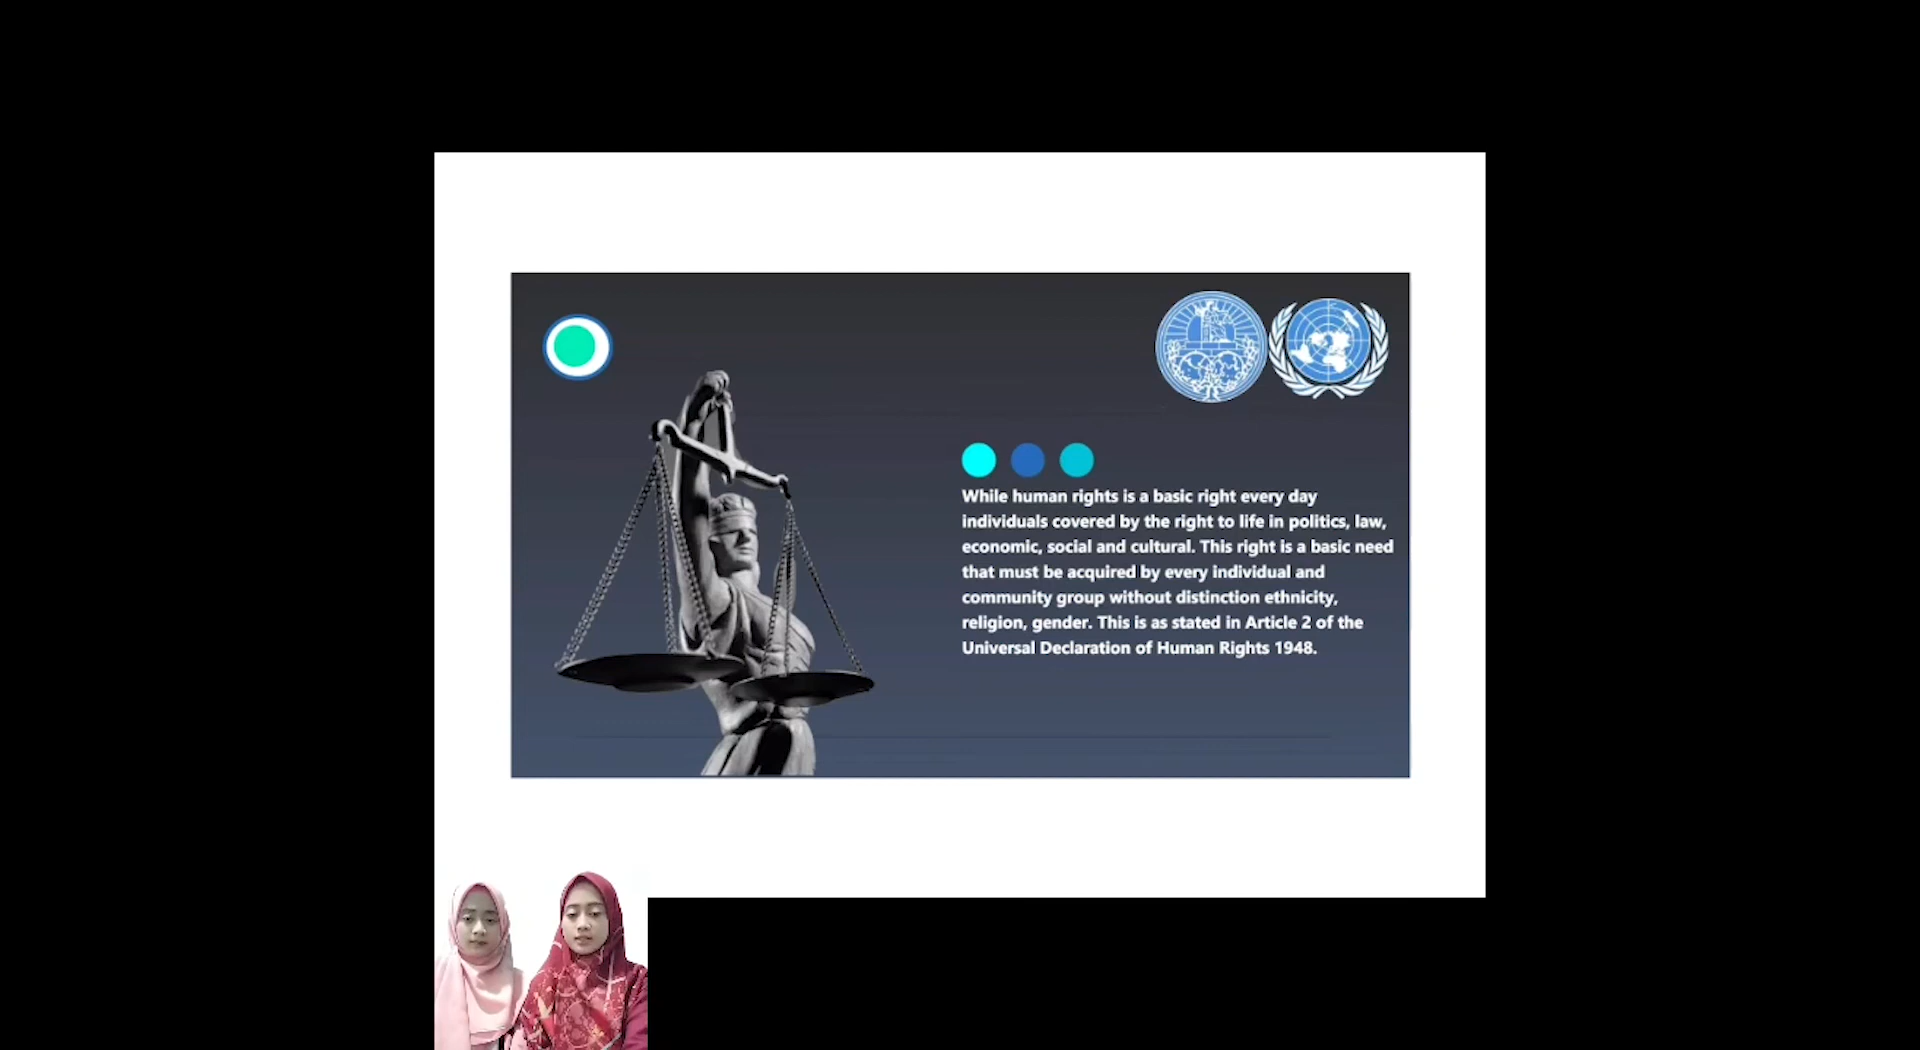 While human rights is a basic right every day
individuals covered by the right to life in politics, law,
economic, social and cultural. This right is a basic need
that must be acquired by every individual and
community group without distinction ethnicity,
religion, gender. This is as stated in Article 2 of the
Universal Declaration of Human Rights 1948.